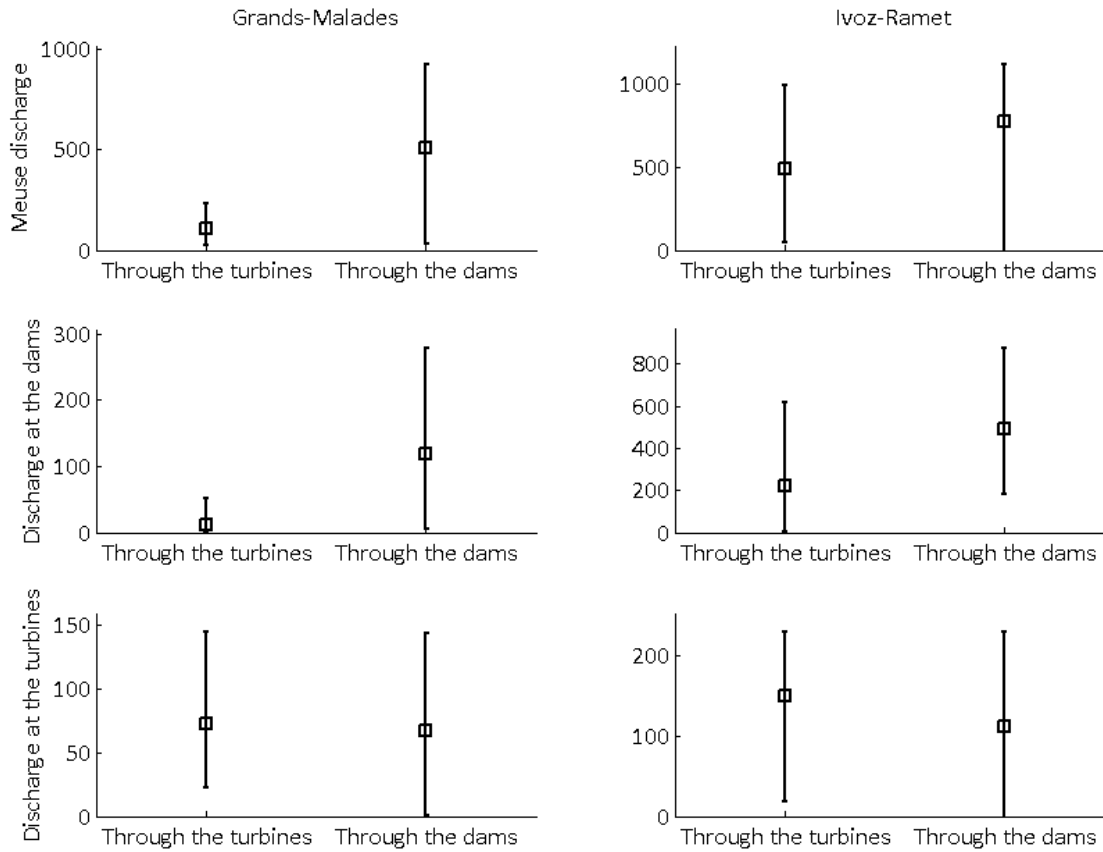 Grands-Malades
Ivoz-Ramet
Meuse discharge
1000
500
0
Through the turbines
Through the dams
1000
500
0
Through the turbines
Through the dams
Discharge at the dams
300
200
100
0
Through the turbines
Through the dams
800
600
400
200
0
Through the turbines
Through the dams
Discharge at the turbines
150
100
50
0
Through the turbines
Through the dams
200
100
0
Through the turbines
Through the dams